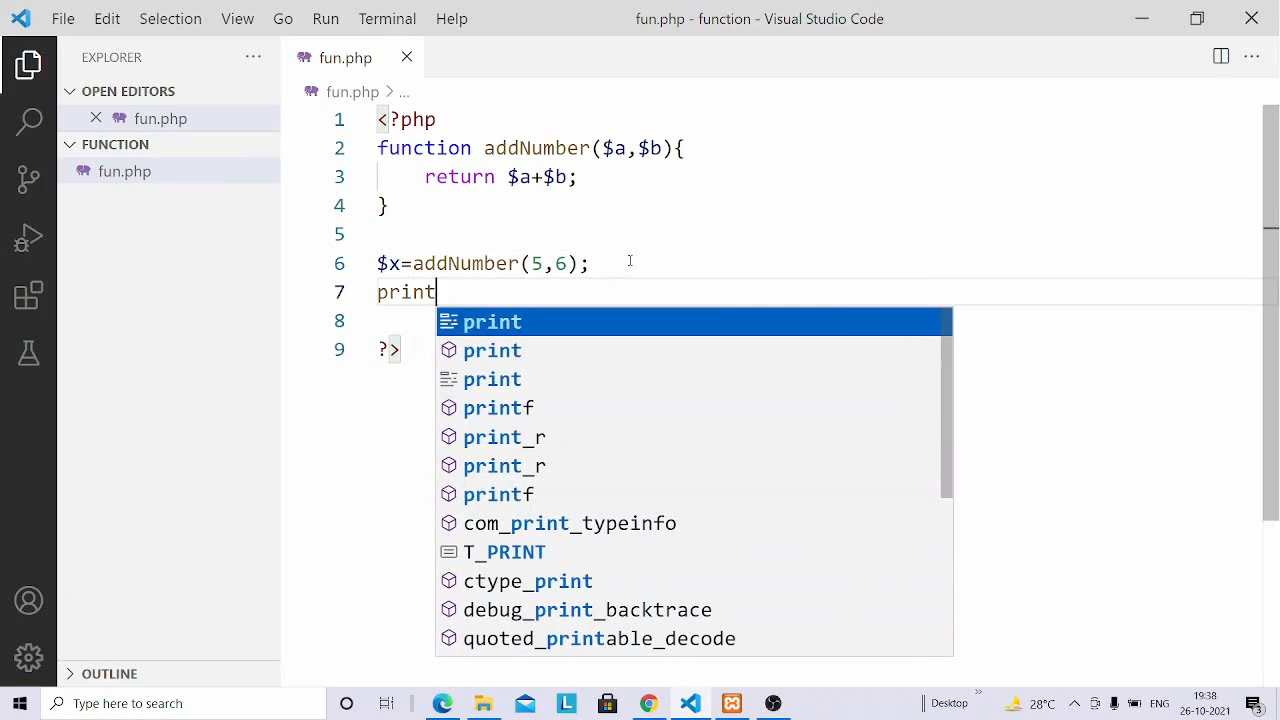 File Edit Selection View Go Run Terminal Help fun.php - function - Visual Studio Code
EXPLORER ...
fun.php
OPEN EDITORS
fun.php > ...
fun.php
FUNCTION
fun.php
1 <?php
2 function addNumber($a,$b){
3 return $a+$b;
4 }
5
6 $x=addNumber(5,6);
7 print
8
9 ?>
print
print
print
printf
print_r
print_r
printf
com_print_typeinfo
T_PRINT
ctype_print
debug_print_backtrace
quoted_printable_decode
OUTLINE
Type here to search
L
Desktop
28°C
ENG
19:38
26-10-2021
3